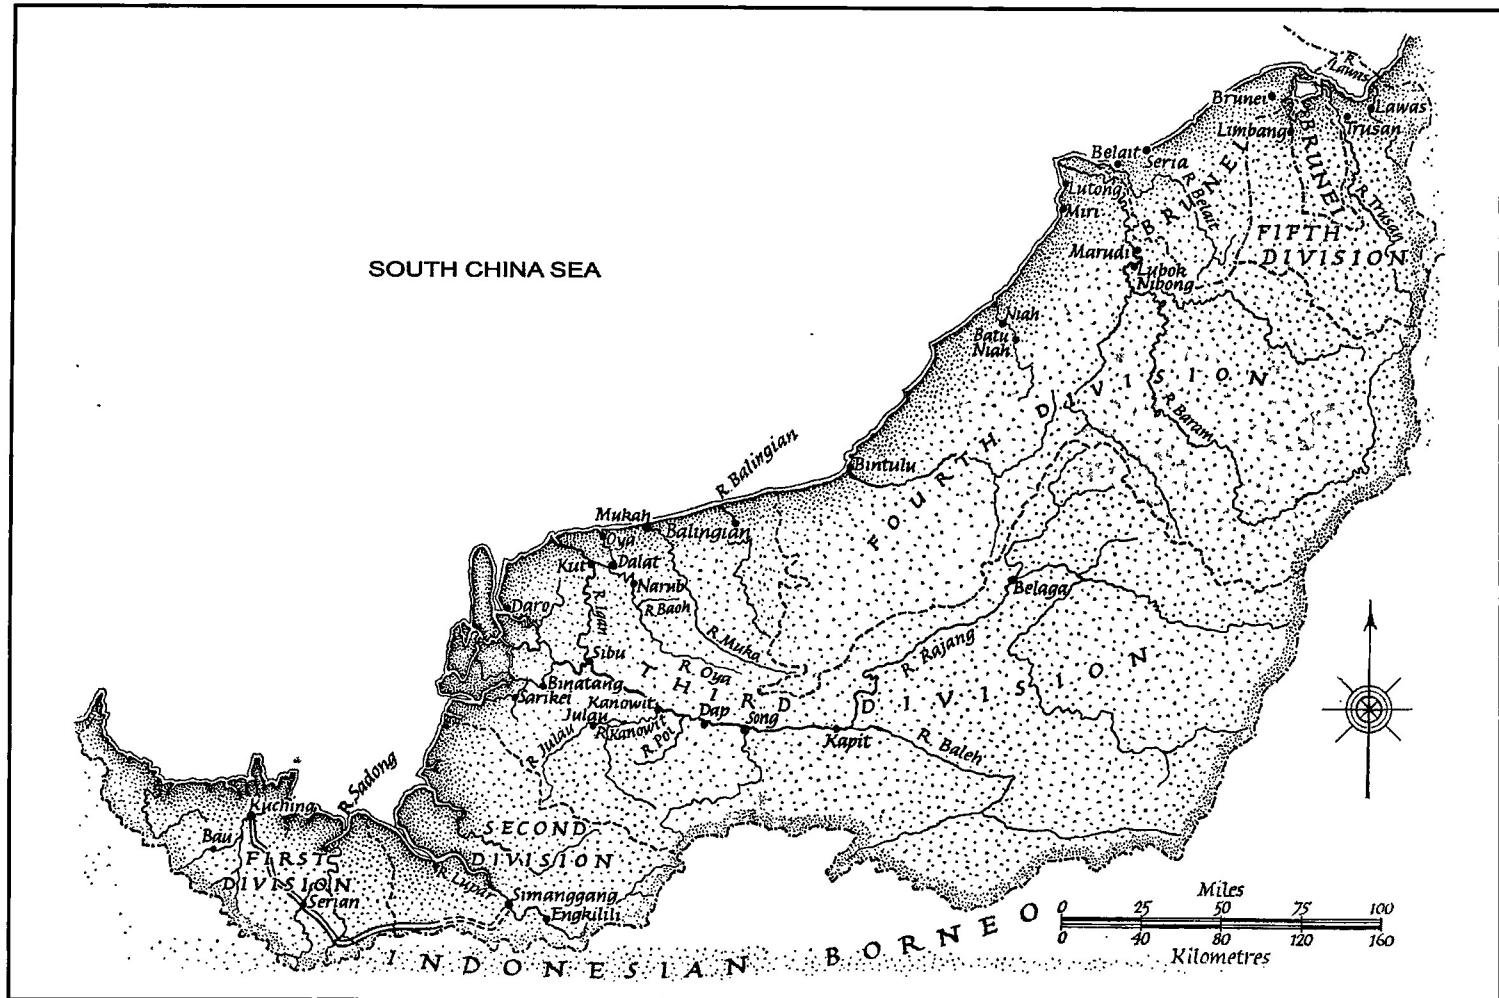 R
Lawas
Brunei
Lawas
Limbang
Trusan
BRUNEI
Belait
Seria
BRUNEI
R Belait
R Trusan
Lutong
Miri
FIFTH
DIVISION
Marudi
Lubok
Nibong
SOUTH CHINA SEA
Niah
Batu
Niah
FOURTH DIVISION
R Baram
R Balingian
Bintulu
Mukah
Oya
Balingian
Kut
Dalat
Narub
Belaga
R Baoh
R Igan
Daro
R Muka
R Rajang
Sibu
R Oya
THIRD DIVISION
Binatang
Sarikei
Kanowit
Julau
Dap
Song
R Kanowit
R Julau
R Poi
Kapit
R Baleh
R Sadong
Kuching
SECOND
DIVISION
Bau
FIRST
DIVISION
R Lupar
Serian
Simanggang
Engkilili
Miles
0 25 50 75 100
0 40 80 120 160
Kilometres
INDONESIAN BORNEO